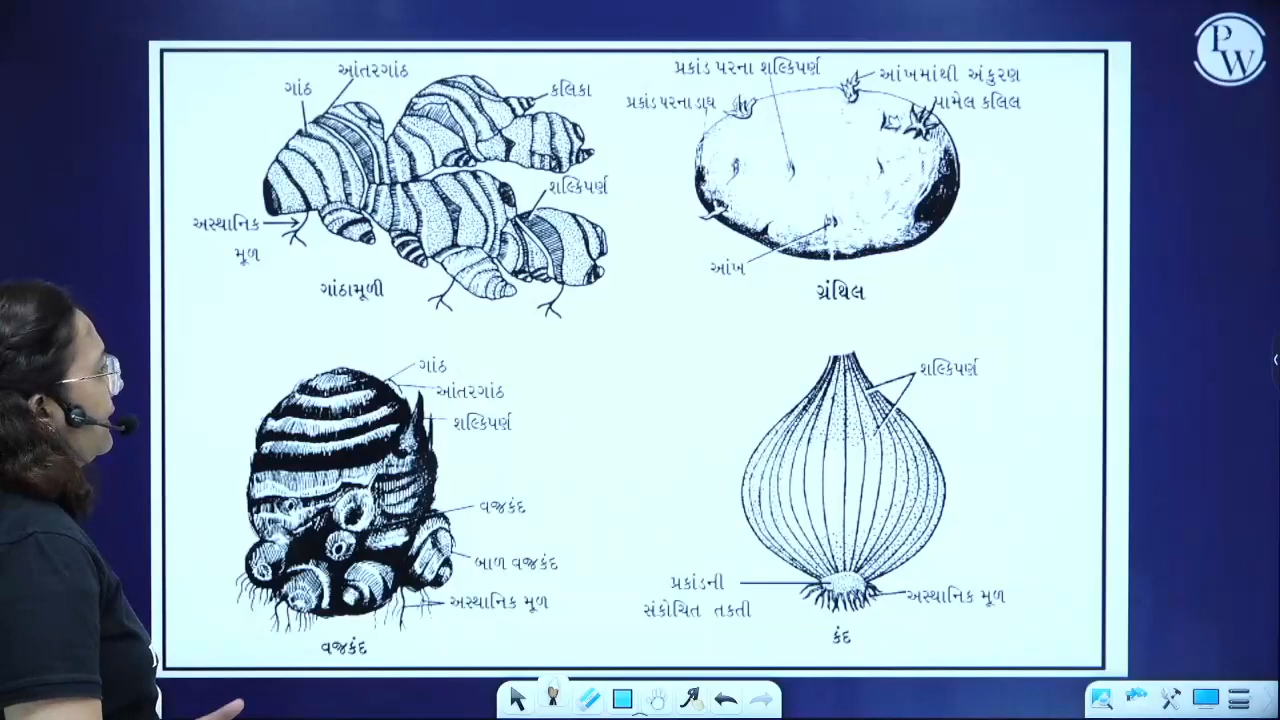 PW
આંતરગાંઠ
ગાંઠ
કલિકા
શલ્કિપર્ણ
અસ્થાનિક
મૂળ
ગાંઠામૂળી
પ્રકાંડ પરના શલ્કિપર્ણ
પ્રકાંડ પરના ડાઘ
આંખમાંથી અંકુરણ
પામેલ કલિલ
આંખ
ગ્રંથિલ
ગાંઠ
આંતરગાંઠ
શલ્કિપર્ણ
વજકંદ
બાળ વજકંદ
અસ્થાનિક મૂળ
વજકંદ
શલ્કિપર્ણ
પ્રકાંડની
સંકોચિત તકતી
અસ્થાનિક મૂળ
કંદ